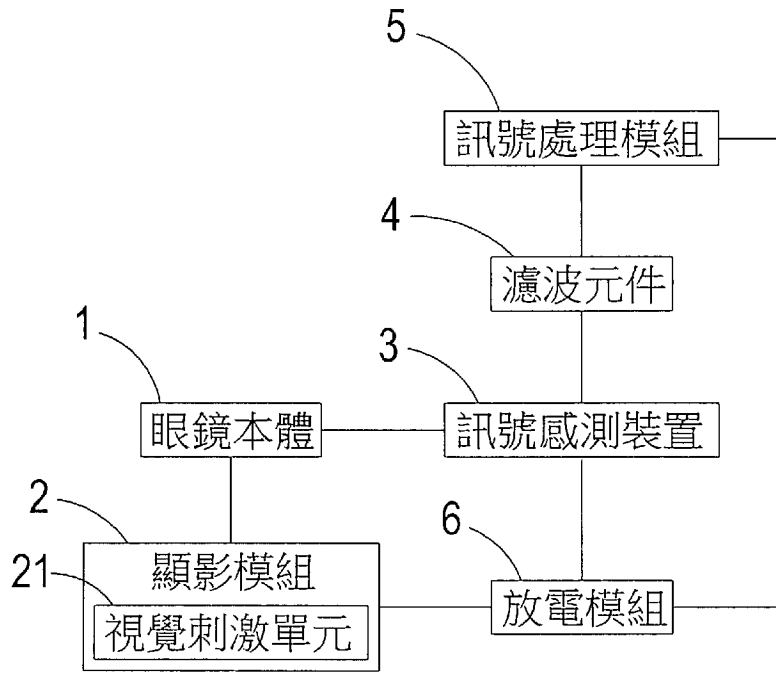 5
訊號處理模組
4
濾波元件
1
3
眼鏡本體
訊號感測裝置
2
6
顯影模組
21
放電模組
視覺刺激單元